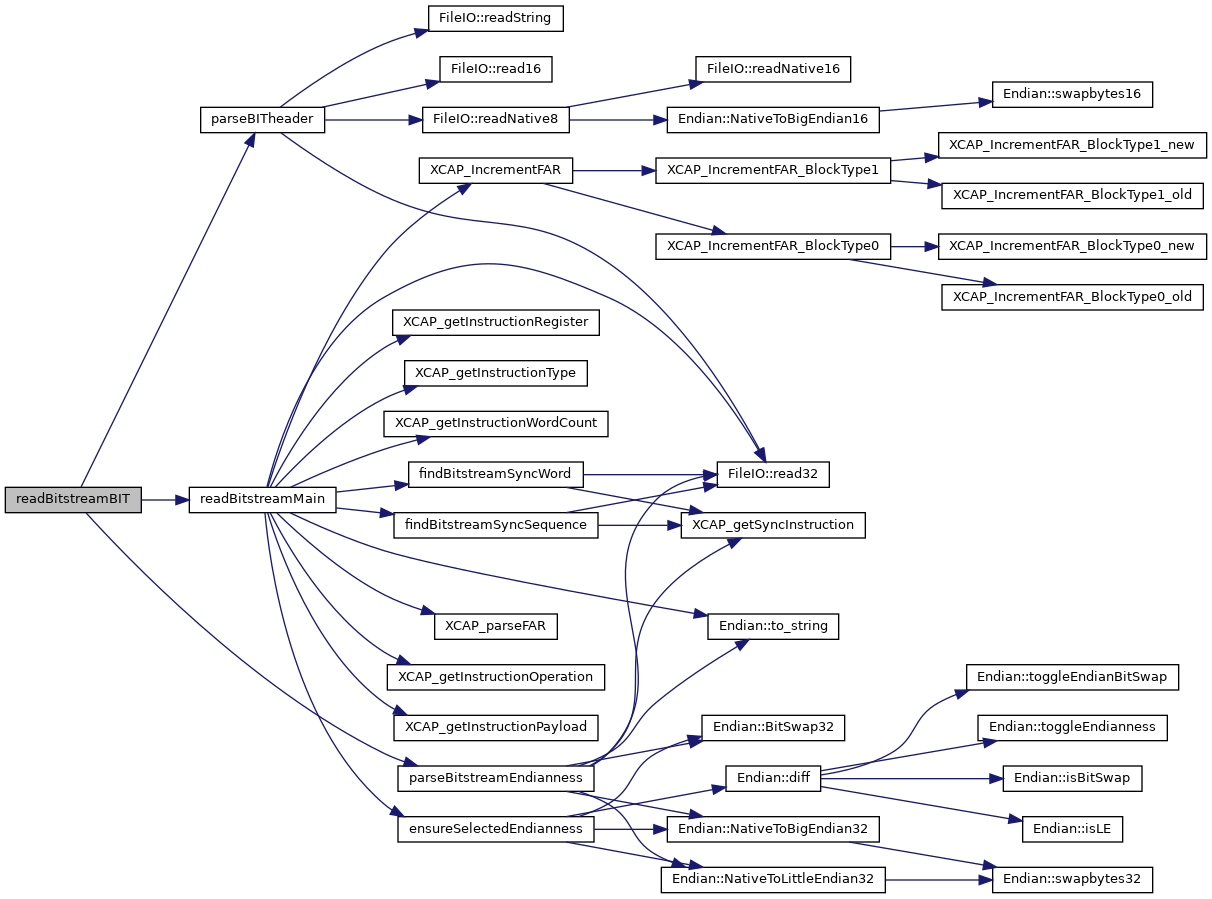 FileIO::readString
FileIO::read16
FileIO::readNative16
Endian::swapbytes16
parseBITheader
FileIO::readNative8
Endian::NativeToBigEndian16
XCAP_IncrementFAR_BlockType1_new
XCAP_IncrementFAR
XCAP_IncrementFAR_BlockType1
XCAP_IncrementFAR_BlockType1_old
XCAP_IncrementFAR_BlockType0
XCAP_IncrementFAR_BlockType0_new
XCAP_IncrementFAR_BlockType0_old
XCAP_getInstructionRegister
XCAP_getInstructionType
XCAP_getInstructionWordCount
findBitstreamSyncWord
FileIO::read32
readBitstreamBIT
readBitstreamMain
findBitstreamSyncSequence
XCAP_getSyncInstruction
XCAP_parseFAR
Endian::to_string
XCAP_getInstructionOperation
Endian::toggleEndianBitSwap
XCAP_getInstructionPayload
Endian::BitSwap32
Endian::toggleEndianness
parseBitstreamEndianness
Endian::diff
Endian::isBitSwap
ensureSelectedEndianness
Endian::NativeToBigEndian32
Endian::isLE
Endian::NativeToLittleEndian32
Endian::swapbytes32